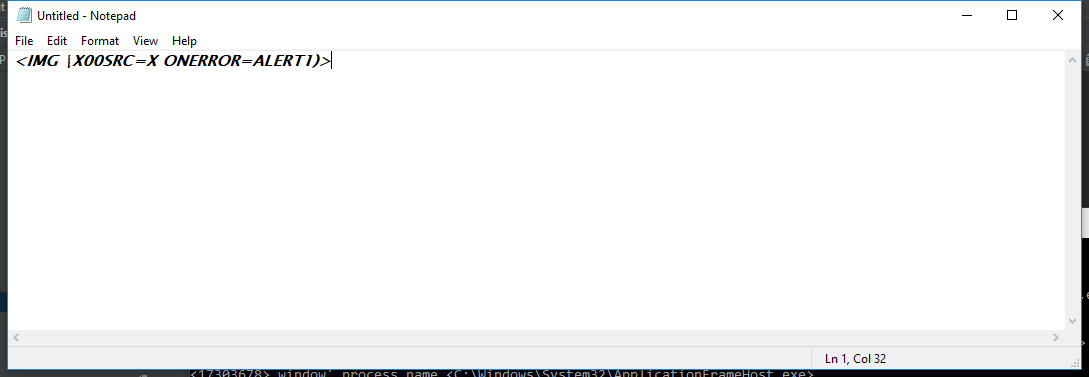 Untitled - Notepad
File Edit Format View Help
<IMG |X00SRC=X ONERROR=ALERT1)>
Ln 1, Col 32
<17303678> window' process name <C:\Windows\System32\ApplicationFrameHost.exe>